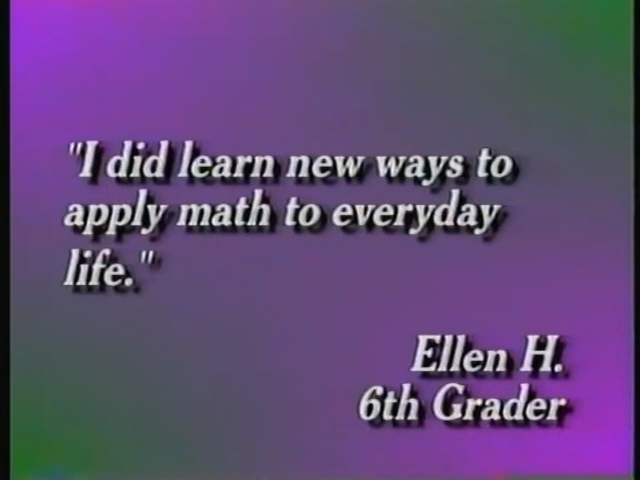 "I did learn new ways to
apply math to everyday
life."
Ellen H.
6th Grader